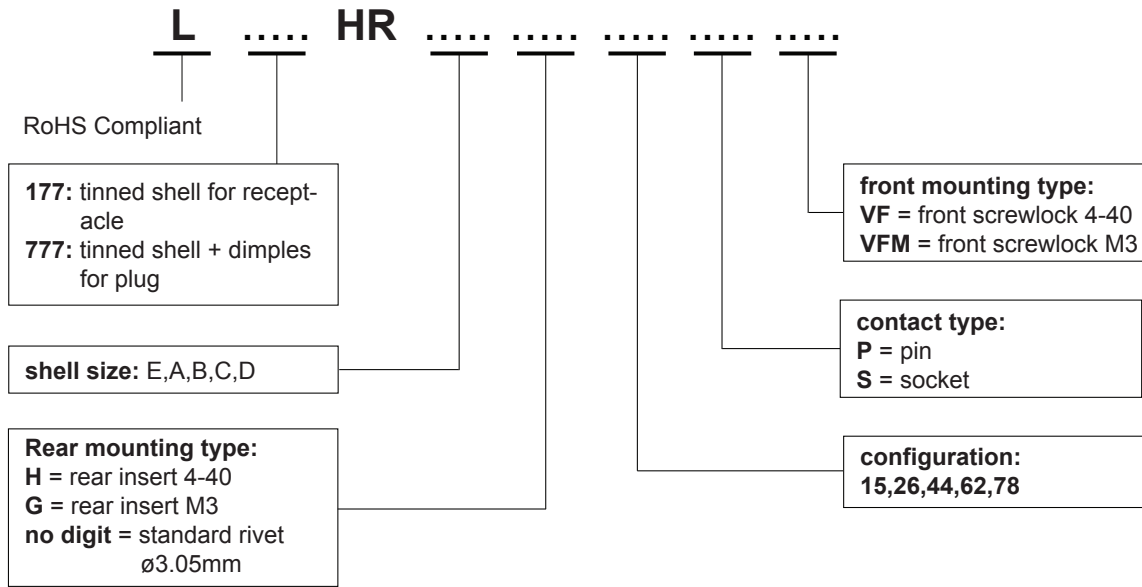 L ..... HR ..... ..... ..... ..... .....
RoHS Compliant
177: tinned shell for recept-
acle
777: tinned shell + dimples
for plug
shell size: E,A,B,C,D
Rear mounting type:
H = rear insert 4-40
G = rear insert M3
no digit = standard rivet
ø3.05mm
front mounting type:
VF = front screwlock 4-40
VFM = front screwlock M3
contact type:
P = pin
S = socket
configuration:
15,26,44,62,78